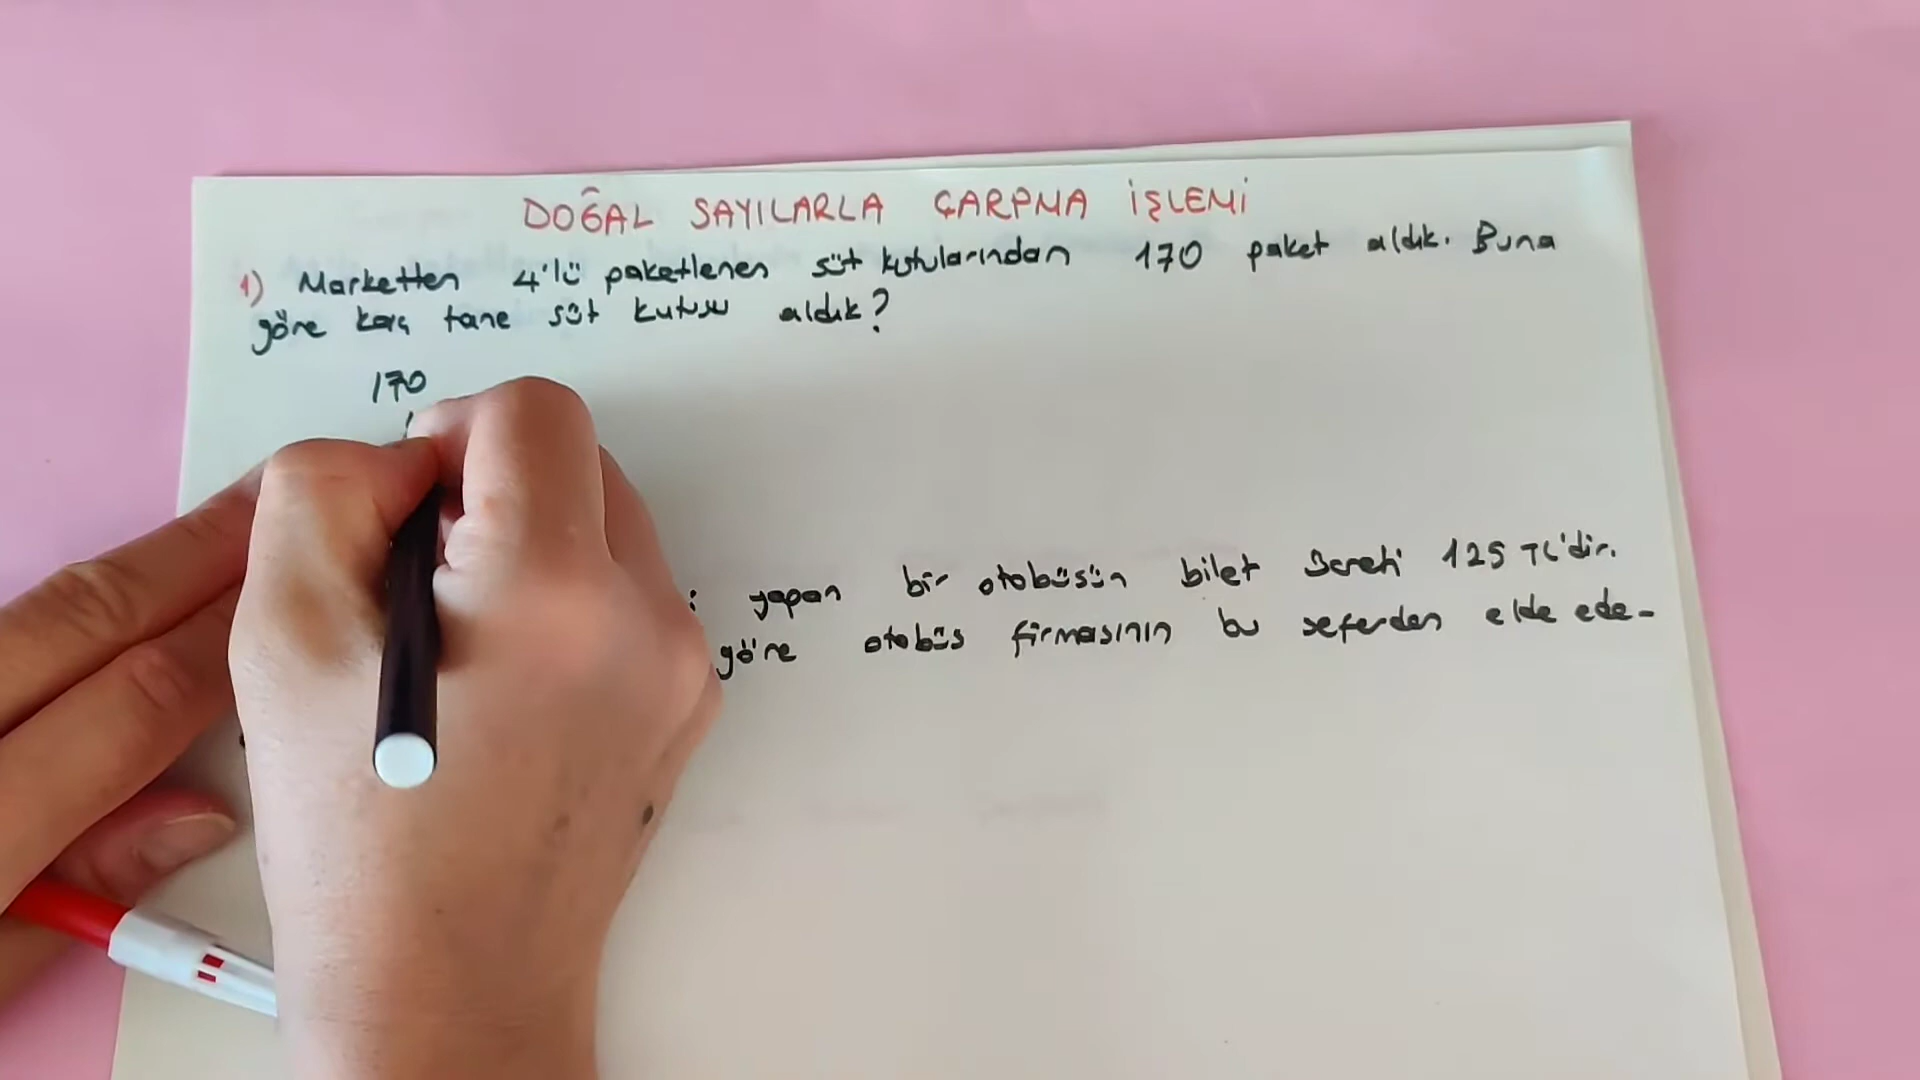 DOĞAL SAYILARLA ÇARPMA İŞLEMİ
1) Marketten 4'lü paketlenen süt kutularından 170 paket aldık. Buna
göre kaç tane süt kutusu aldık?
170
yapan bir otobüsün bilet ücreti 125 TL'dir.
göre otobüs firmasının bu seferden elde ede-